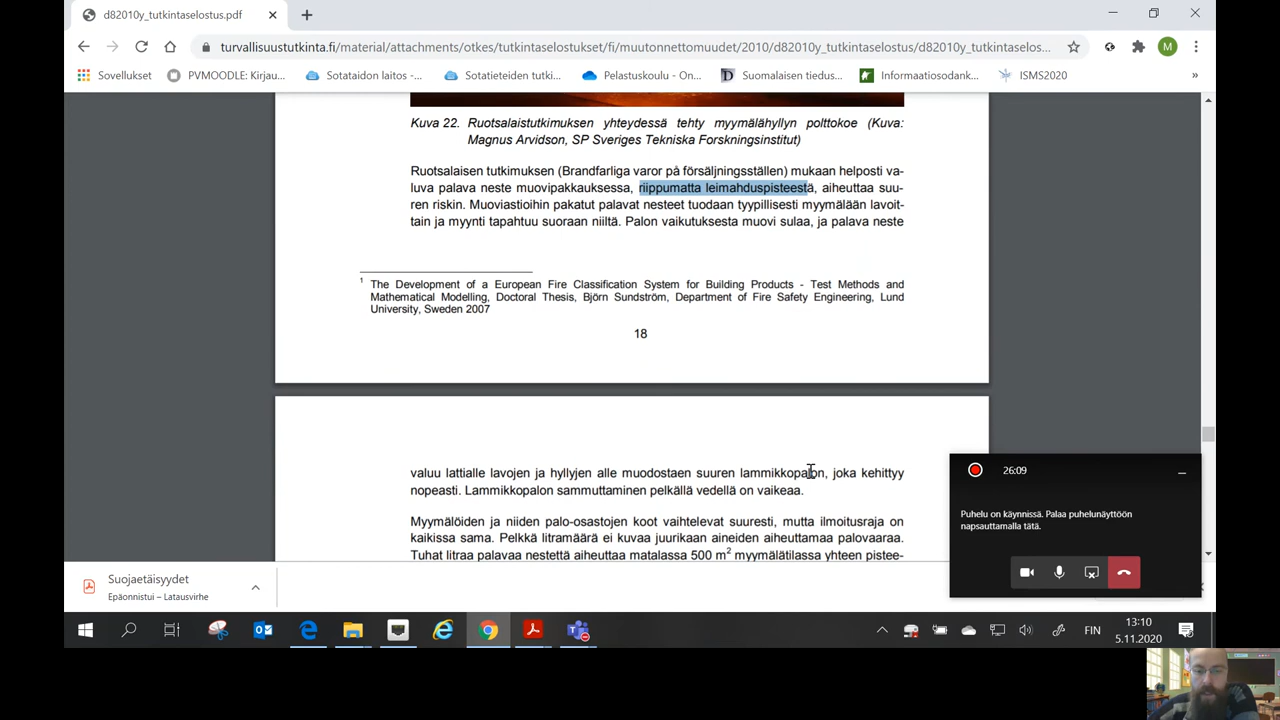 d82010y_tutkintaselostus.pdf
turvallisuustutkinta.fi/material/attachments/otkes/tutkintaselostukset/fi/muutonnettomuudet/2010/d82010y_tutkintaselostus/d82010y_tutkintaselos...
M
Sovellukset
PVMOODLE: Kirjau...
Sotataidon laitos -...
Sotatieteiden tutki...
Pelastuskoulu - On...
Suomalaisen tiedus...
Informaatiosodank...
ISMS2020
»
Kuva 22. Ruotsalaistutkimuksen yhteydessä tehty myymälähyllyn polttokoe (Kuva:
Magnus Arvidson, SP Sveriges Tekniska Forskningsinstitut)
Ruotsalaisen tutkimuksen (Brandfarliga varor på försäljningsställen) mukaan helposti va-
luva palava neste muovipakkauksessa, riippumatta leimahduspisteestä, aiheuttaa suu-
ren riskin. Muoviastioihin pakatut palavat nesteet tuodaan tyypillisesti myymälään lavoit-
tain ja myynti tapahtuu suoraan niiltä. Palon vaikutuksesta muovi sulaa, ja palava neste
1 The Development of a European Fire Classification System for Building Products - Test Methods and
Mathematical Modelling, Doctoral Thesis, Björn Sundström, Department of Fire Safety Engineering, Lund
University, Sweden 2007
18
valuu lattialle lavojen ja hyllyjen alle muodostaen suuren lammikkopalon, joka kehittyy
nopeasti. Lammikkopalon sammuttaminen pelkällä vedellä on vaikeaa.
Myymälöiden ja niiden palo-osastojen koot vaihtelevat suuresti, mutta ilmoitusraja on
kaikissa sama. Pelkkä litramäärä ei kuvaa juurikaan aineiden aiheuttamaa palovaaraa.
Tuhat litraa palavaa nestettä aiheuttaa matalassa 500 m² myymälätilassa yhteen pistee-
26:09
Puhelu on käynnissä. Palaa puhelunäyttöön
napsauttamalla tätä.
Suojaetäisyydet
Epäonnistui – Latausvirhe
FIN
13:10
5.11.2020